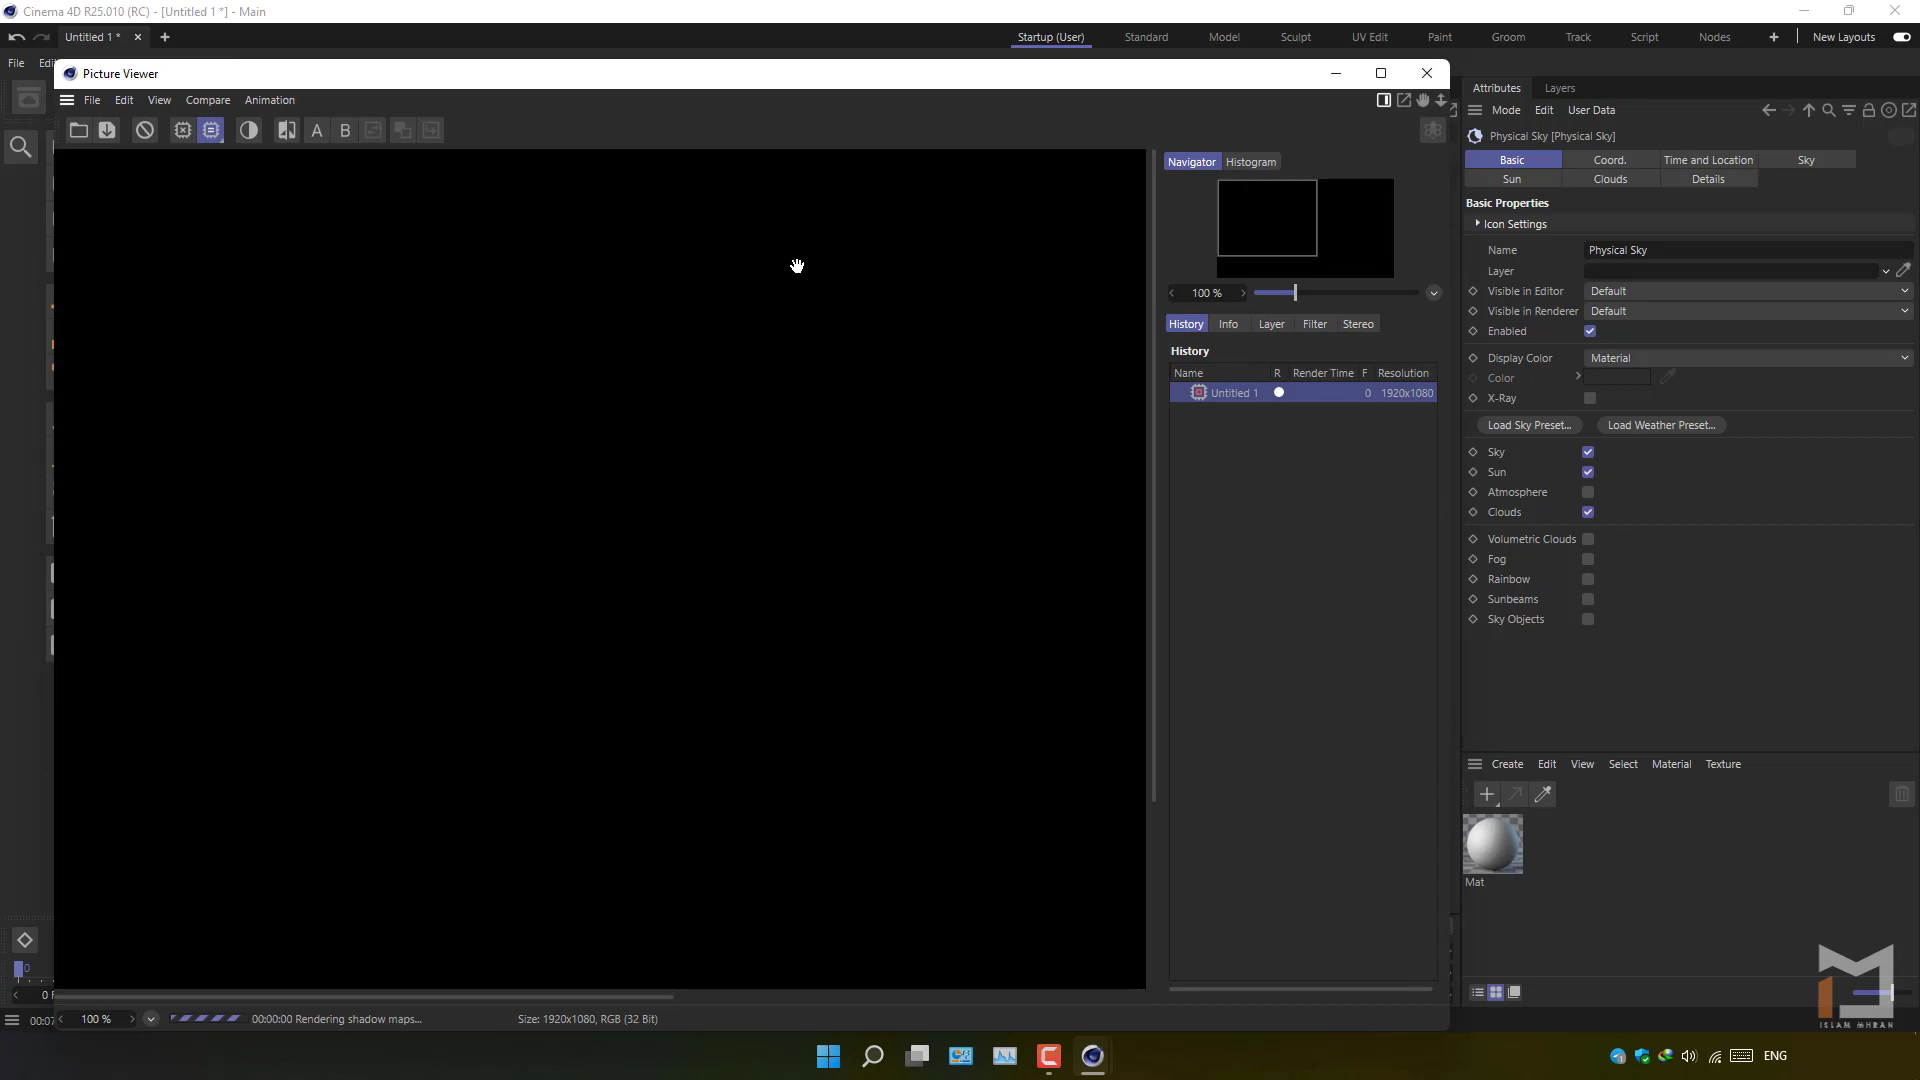 Cinema 4D R25.010 (RC) - [Untitled 1 *] - Main
Untitled 1 *
Startup (User) Standard Model Sculpt UV Edit Paint Groom Track Script Nodes New Layouts
File
Picture Viewer
File Edit View Compare Animation
A B
Navigator Histogram
100 %
History Info Layer Filter Stereo
History
Name R Render Time F Resolution
Untitled 1 0 1920x1080
100 % 00:00:00 Rendering shadow maps... Size: 1920x1080, RGB (32 Bit)
0
Attributes Layers
Mode Edit User Data
Physical Sky [Physical Sky]
Basic Coord. Time and Location Sky
Sun Clouds Details
Basic Properties
Icon Settings
Name Physical Sky
Layer
Visible in Editor Default
Visible in Renderer Default
Enabled
Display Color Material
Color
X-Ray
Load Sky Preset... Load Weather Preset...
Sky
Sun
Atmosphere
Clouds
Volumetric Clouds
Fog
Rainbow
Sunbeams
Sky Objects
Create Edit View Select Material Texture
Mat
ISLAM MHRAN
ENG